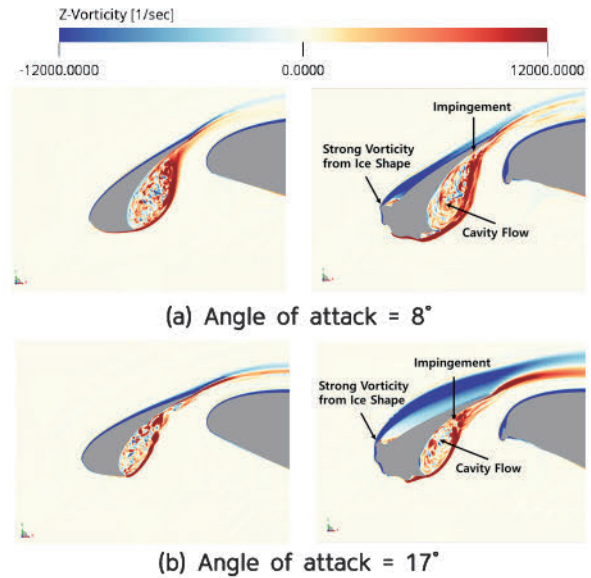 Z-Vorticity [1/sec]
-12000.0000 0.0000 12000.0000
Impingement
Strong Vorticity
from Ice Shape
Cavity Flow
(a) Angle of attack = 8°
Impingement
Strong Vorticity
from Ice Shape
Cavity Flow
(b) Angle of attack = 17°